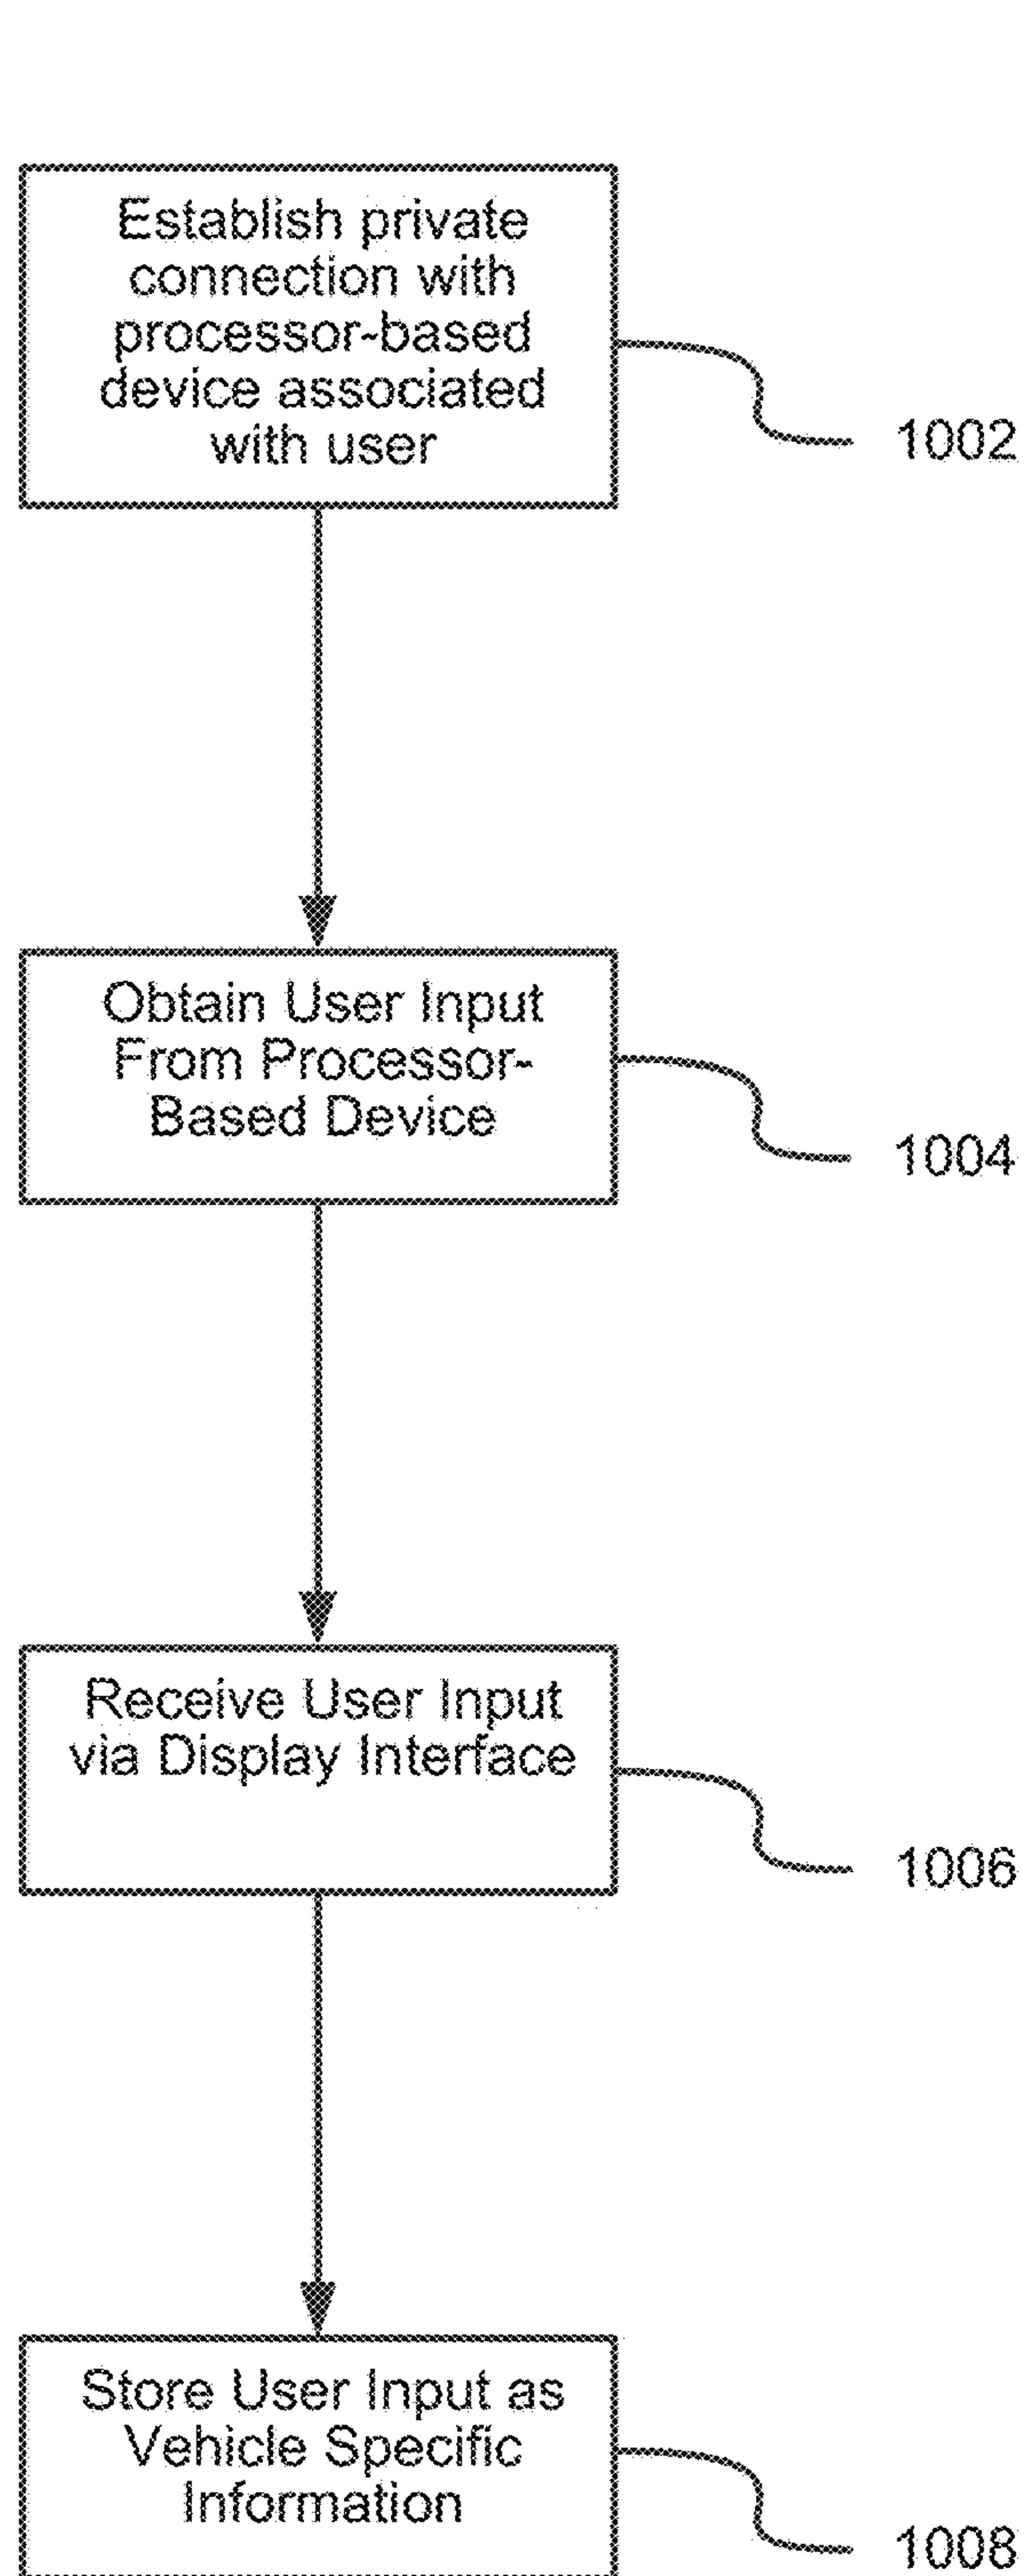 Establish private
connection with
processor-based
device associated
with user
1002
Obtain User Input
From Processor-
Based Device
1004
Receive User Input
via Display Interface
1006
Store User Input as
Vehicle Specific
Information
1008